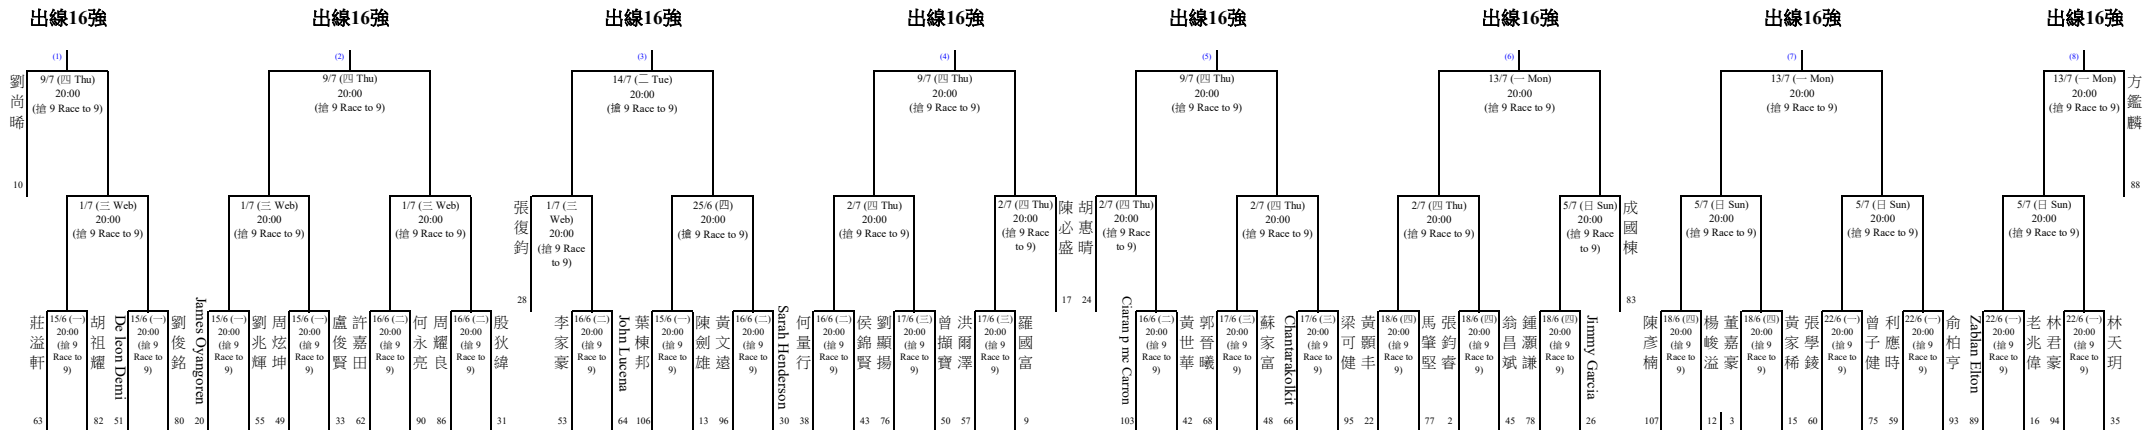 出線16強
出線16強
出線16強
出線16強
出線16強
出線16強
出線16強
出線16強
(1)
(2)
(3)
(4)
(5)
(6)
(7)
(8)
劉尚晞
10
9/7 (四 Thu)
20:00
(搶 9 Race to 9)
9/7 (四 Thu)
20:00
(搶 9 Race to 9)
14/7 (二 Tue)
20:00
(搶 9 Race to 9)
9/7 (四 Thu)
20:00
(搶 9 Race to 9)
9/7 (四 Thu)
20:00
(搶 9 Race to 9)
13/7 (一 Mon)
20:00
(搶 9 Race to 9)
13/7 (一 Mon)
20:00
(搶 9 Race to 9)
13/7 (一 Mon)
20:00
(搶 9 Race to 9)
方鑑麟
88
1/7 (三 Web)
20:00
(搶 9 Race to 9)
1/7 (三 Web)
20:00
(搶 9 Race to 9)
1/7 (三 Web)
20:00
(搶 9 Race to 9)
張復鈞
28
1/7 (三
Web)
20:00
(搶 9 Race
to 9)
25/6 (四)
20:00
(搶 9 Race to 9)
2/7 (四 Thu)
20:00
(搶 9 Race to 9)
2/7 (四 Thu)
20:00
(搶 9 Race
to 9)
陳必盛
17
胡惠晴
24
2/7 (四 Thu)
20:00
(搶 9 Race
to 9)
2/7 (四 Thu)
20:00
(搶 9 Race to 9)
2/7 (四 Thu)
20:00
(搶 9 Race to 9)
5/7 (日 Sun)
20:00
(搶 9 Race
to 9)
成國棟
83
5/7 (日 Sun)
20:00
(搶 9 Race to 9)
5/7 (日 Sun)
20:00
(搶 9 Race to 9)
5/7 (日 Sun)
20:00
(搶 9 Race to 9)
莊溢軒
63
15/6 (一)
20:00
(搶 9
Race to
9)
胡祖耀
82
De leon Demi
51
15/6 (一)
20:00
(搶 9
Race to
9)
劉俊銘
80
James Oyangoren
20
15/6 (一)
20:00
(搶 9
Race to
9)
劉兆輝
55
周炫坤
49
15/6 (一)
20:00
(搶 9
Race to
9)
盧俊賢
33
許嘉田
62
16/6 (二)
20:00
(搶 9
Race to
9)
何永亮
90
周耀良
86
16/6 (二)
20:00
(搶 9
Race to
9)
殷狄緯
31
李家豪
53
16/6 (二)
20:00
(搶 9
Race to
9)
John Lucena
64
葉棟邦
106
15/6 (一)
20:00
(搶 9
Race to
9)
陳劍雄
13
黃文遠
96
16/6 (二)
20:00
(搶 9
Race to
9)
Sarah Henderson
30
何量行
38
16/6 (二)
20:00
(搶 9
Race to
9)
侯錦賢
43
劉顯揚
76
17/6 (三)
20:00
(搶 9
Race to
9)
曾擷寶
50
洪爾澤
57
17/6 (三)
20:00
(搶 9
Race to
9)
羅國富
9
Ciaran p mc Carron
103
16/6 (二)
20:00
(搶 9
Race to
9)
黃世華
42
郭晉曦
68
17/6 (三)
20:00
(搶 9
Race to
9)
蘇家富
48
Chantarakolkit
66
17/6 (三)
20:00
(搶 9
Race to
9)
梁可健
95
黃顥丰
22
18/6 (四)
20:00
(搶 9
Race to
9)
馬肇堅
77
張鈞睿
2
18/6 (四)
20:00
(搶 9
Race to
9)
翁昌斌
45
鍾灝謙
78
18/6 (四)
20:00
(搶 9
Race to
9)
Jimmy Garcia
26
陳彥楠
107
18/6 (四)
20:00
(搶 9
Race to
9)
楊峻溢
12
董嘉豪
3
18/6 (四)
20:00
(搶 9
Race to
9)
黃家稀
15
張學錂
60
22/6 (一)
20:00
(搶 9
Race to
9)
曾子健
75
利應時
59
22/6 (一)
20:00
(搶 9
Race to
9)
俞柏亨
93
Zablan Elton
89
22/6 (一)
20:00
(搶 9
Race to
9)
老兆偉
16
林君豪
94
22/6 (一)
20:00
(搶 9
Race to
9)
林天玥
35